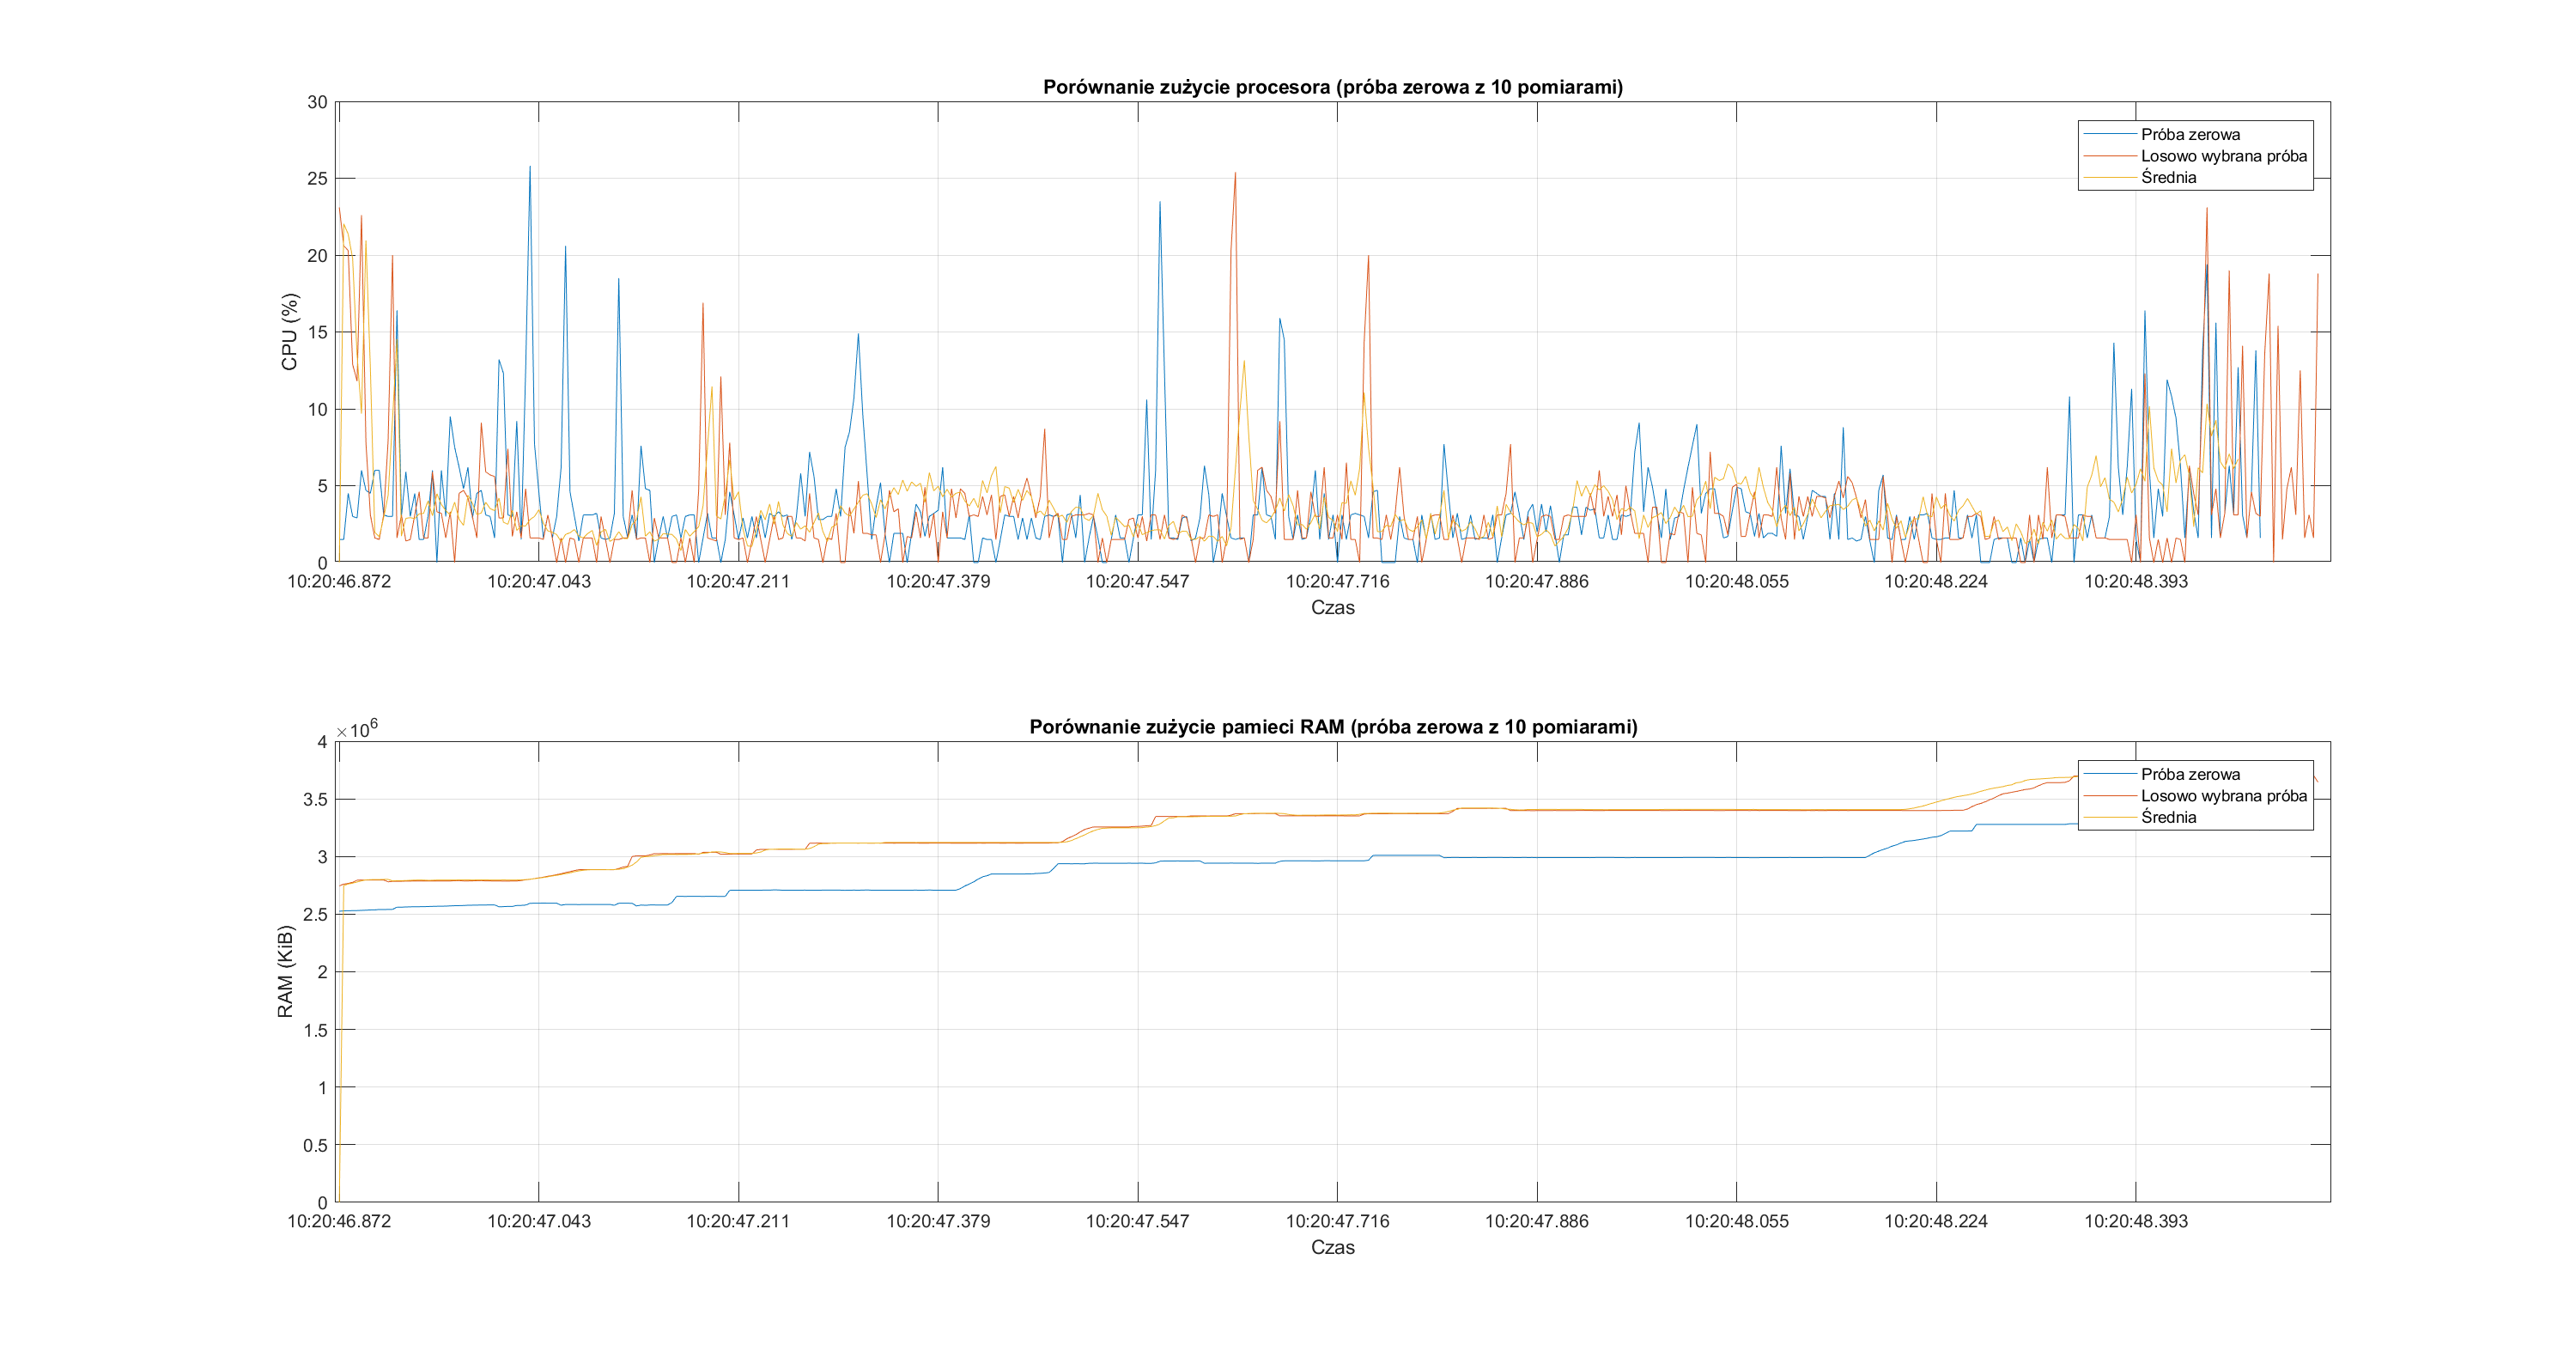 Porównanie zużycie procesora (próba zerowa z 10 pomiarami)
30
25
20
15
10
5
0
CPU (%)
Próba zerowa
Losowo wybrana próba
Średnia
10:20:46.872 10:20:47.043 10:20:47.211 10:20:47.379 10:20:47.547 10:20:47.716 10:20:47.886 10:20:48.055 10:20:48.224 10:20:48.393
Czas
Porównanie zużycie pamieci RAM (próba zerowa z 10 pomiarami)
×10⁶
4
3.5
3
2.5
2
1.5
1
0.5
0
RAM (KiB)
Próba zerowa
Losowo wybrana próba
Średnia
10:20:46.872 10:20:47.043 10:20:47.211 10:20:47.379 10:20:47.547 10:20:47.716 10:20:47.886 10:20:48.055 10:20:48.224 10:20:48.393
Czas